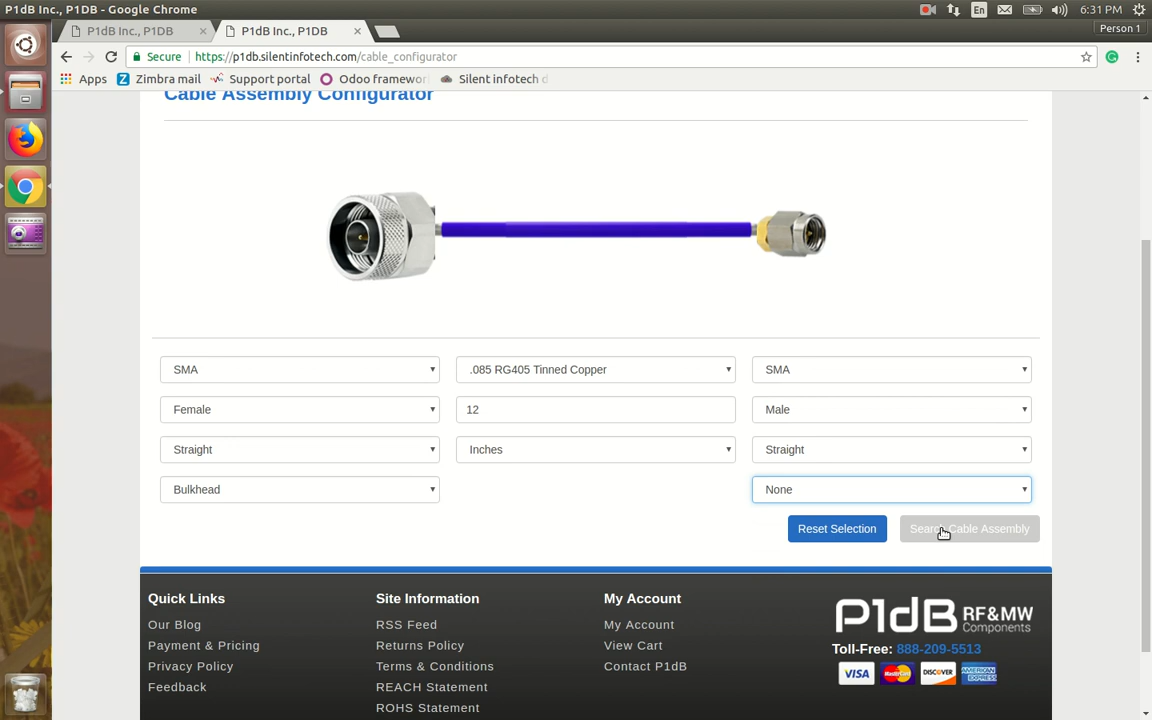 P1dB Inc., P1DB - Google Chrome
En
6:31 PM
P1dB Inc., P1DB
P1dB Inc., P1DB
Person 1
Secure
https://p1db.silentinfotech.com/cable_configurator
Apps
Zimbra mail
Support portal
Odoo framewor
Silent infotech d
Cable Assembly Configurator
SMA
.085 RG405 Tinned Copper
SMA
Female
12
Male
Straight
Inches
Straight
Bulkhead
None
Reset Selection
Search Cable Assembly
Quick Links
Site Information
My Account
Our Blog
RSS Feed
My Account
Payment & Pricing
Returns Policy
View Cart
Privacy Policy
Terms & Conditions
Contact P1dB
Feedback
REACH Statement
ROHS Statement
P1dB RF&MW
Components
Toll-Free: 888-209-5513
VISA
MasterCard
DISCOVER
AMERICAN
EXPRESS